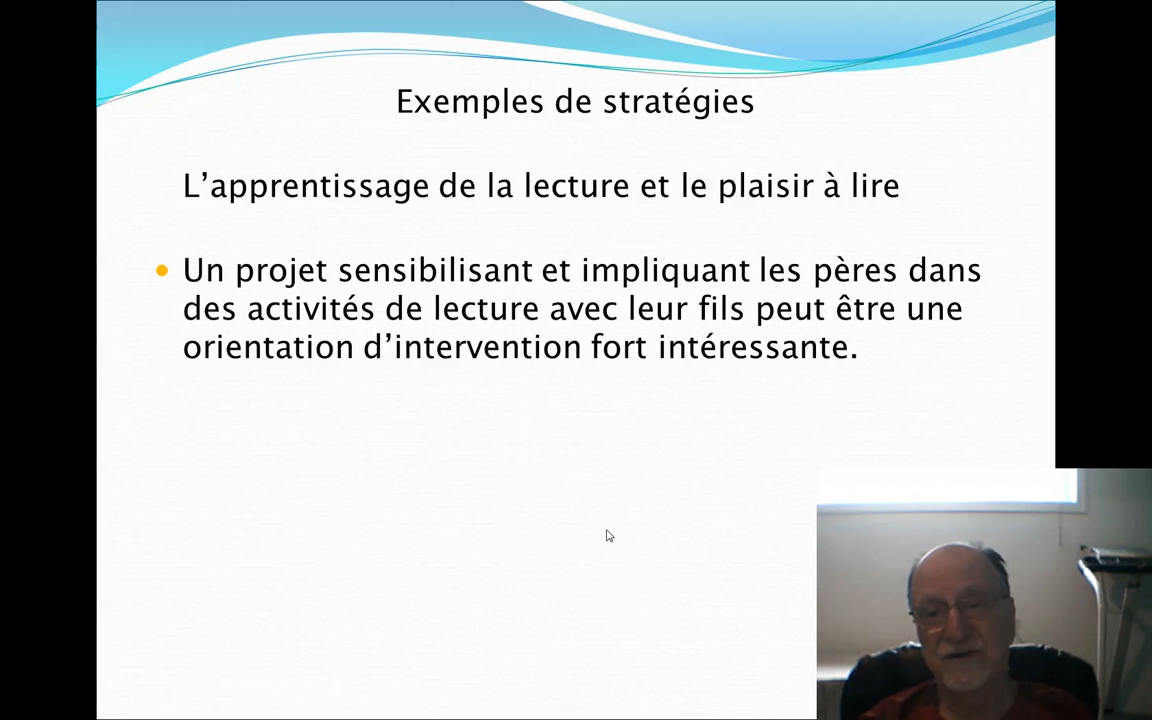 Exemples de stratégies
L’apprentissage de la lecture et le plaisir à lire
Un projet sensibilisant et impliquant les pères dans
des activités de lecture avec leur fils peut être une
orientation d’intervention fort intéressante.